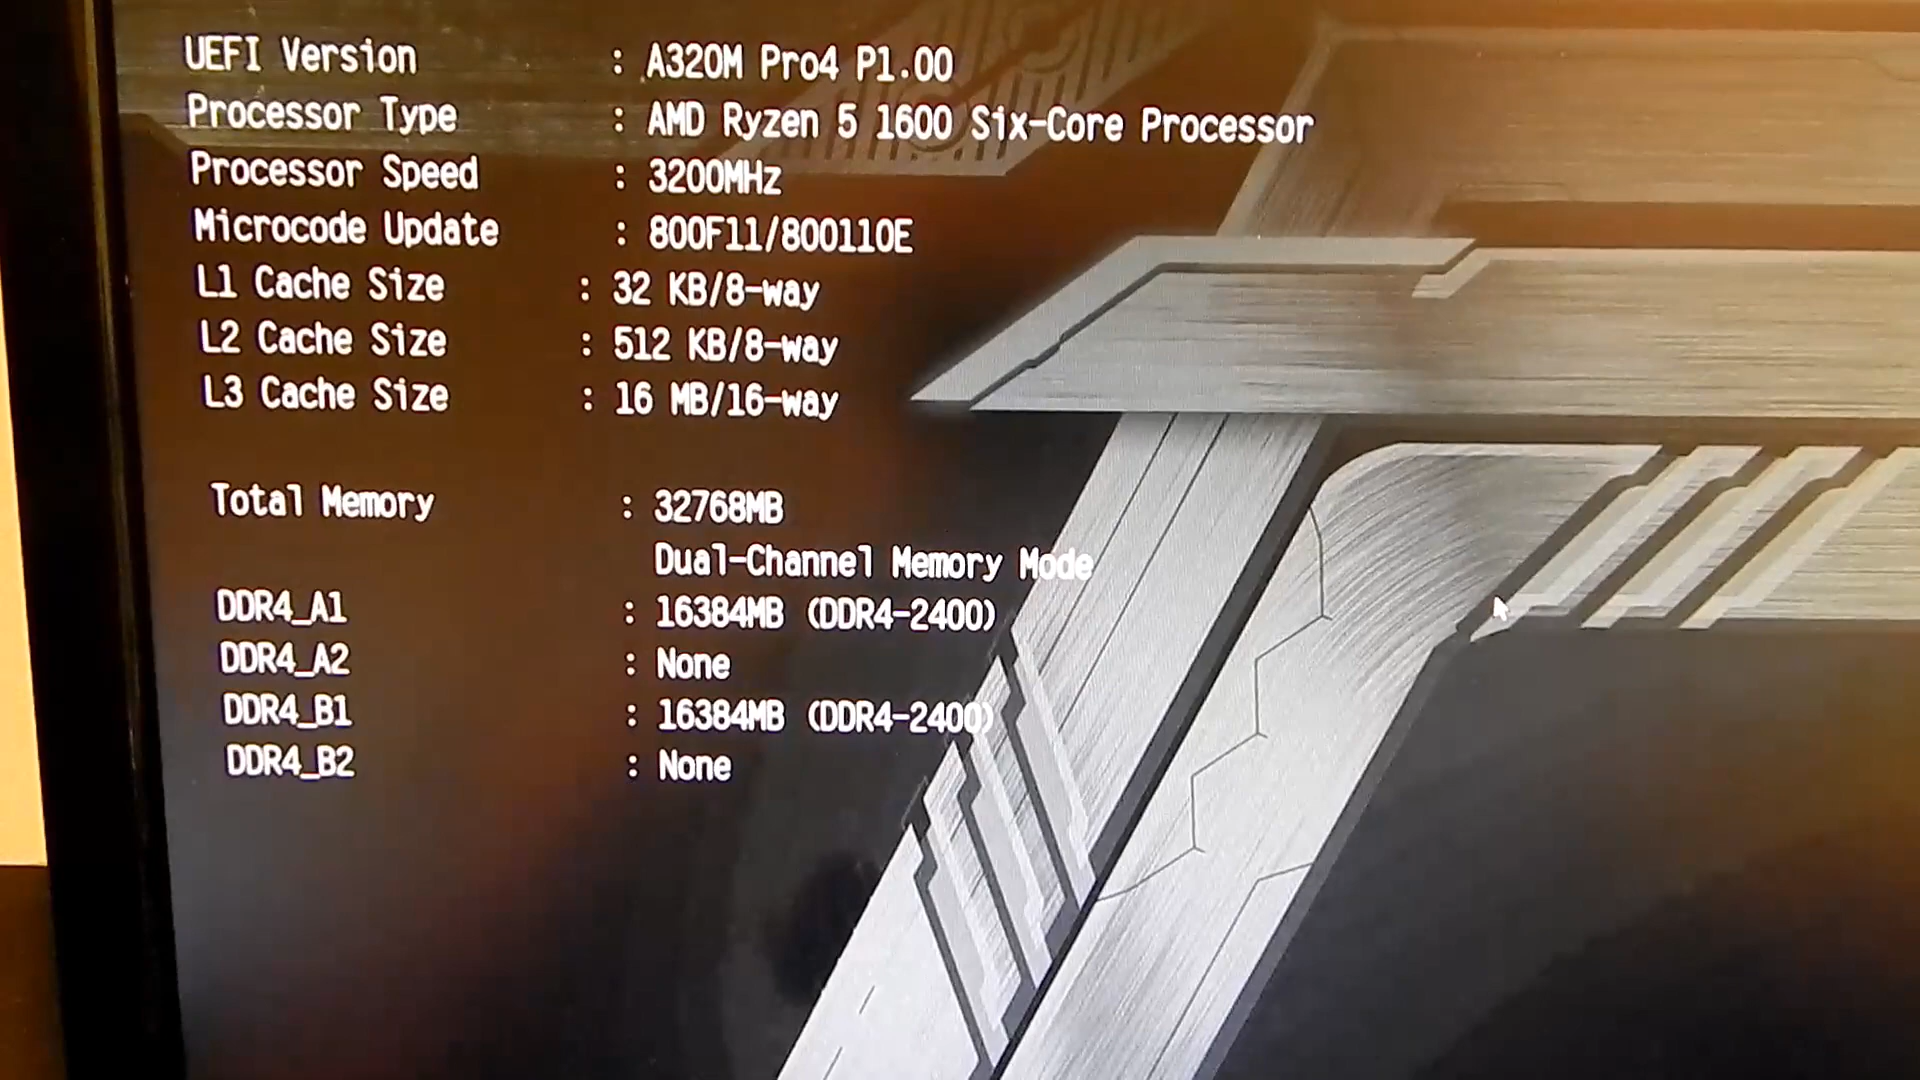 UEFI Version : A320M Pro4 P1.00
Processor Type : AMD Ryzen 5 1600 Six-Core Processor
Processor Speed : 3200MHz
Microcode Update : 800F11/800110E
L1 Cache Size : 32 KB/8-way
L2 Cache Size : 512 KB/8-way
L3 Cache Size : 16 MB/16-way
Total Memory : 32768MB
Dual-Channel Memory Mode
DDR4_A1 : 16384MB (DDR4-2400)
DDR4_A2 : None
DDR4_B1 : 16384MB (DDR4-2400)
DDR4_B2 : None